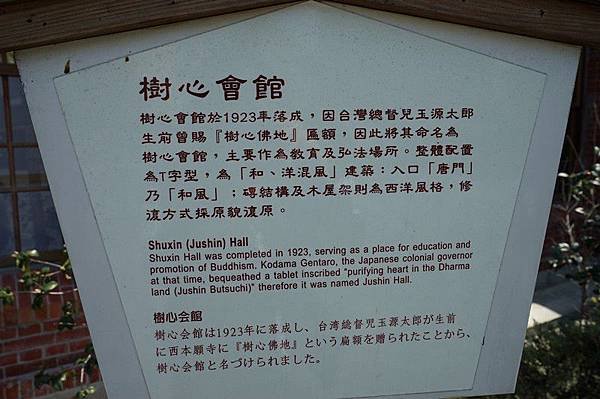 樹心會館
樹心會館於1923年落成，因台灣總督兒玉源太郎
生前曾賜『樹心佛地』匾額，因此將其命名為
樹心會館，主要作為教育及弘法場所。整體配置
為T字型，為「和、洋混風」建築：入口「唐門」
乃「和風」；磚結構及木屋架則為西洋風格，修
復方式採原貌復原。
Shuxin (Jushin) Hall
Shuxin Hall was completed in 1923, serving as a place for education and
promotion of Buddhism. Kodama Gentaro, the Japanese colonial governor
at that time, bequeathed a tablet inscribed "purifying heart in the Dharma
land (Jushin Butsuchi)" therefore it was named Jushin Hall.
樹心会館
樹心会館は1923年に落成し、台湾総督児玉源太郎が生前
に西本願寺に『樹心佛地』という扁額を贈られたことから、
樹心会館と名づけられました。